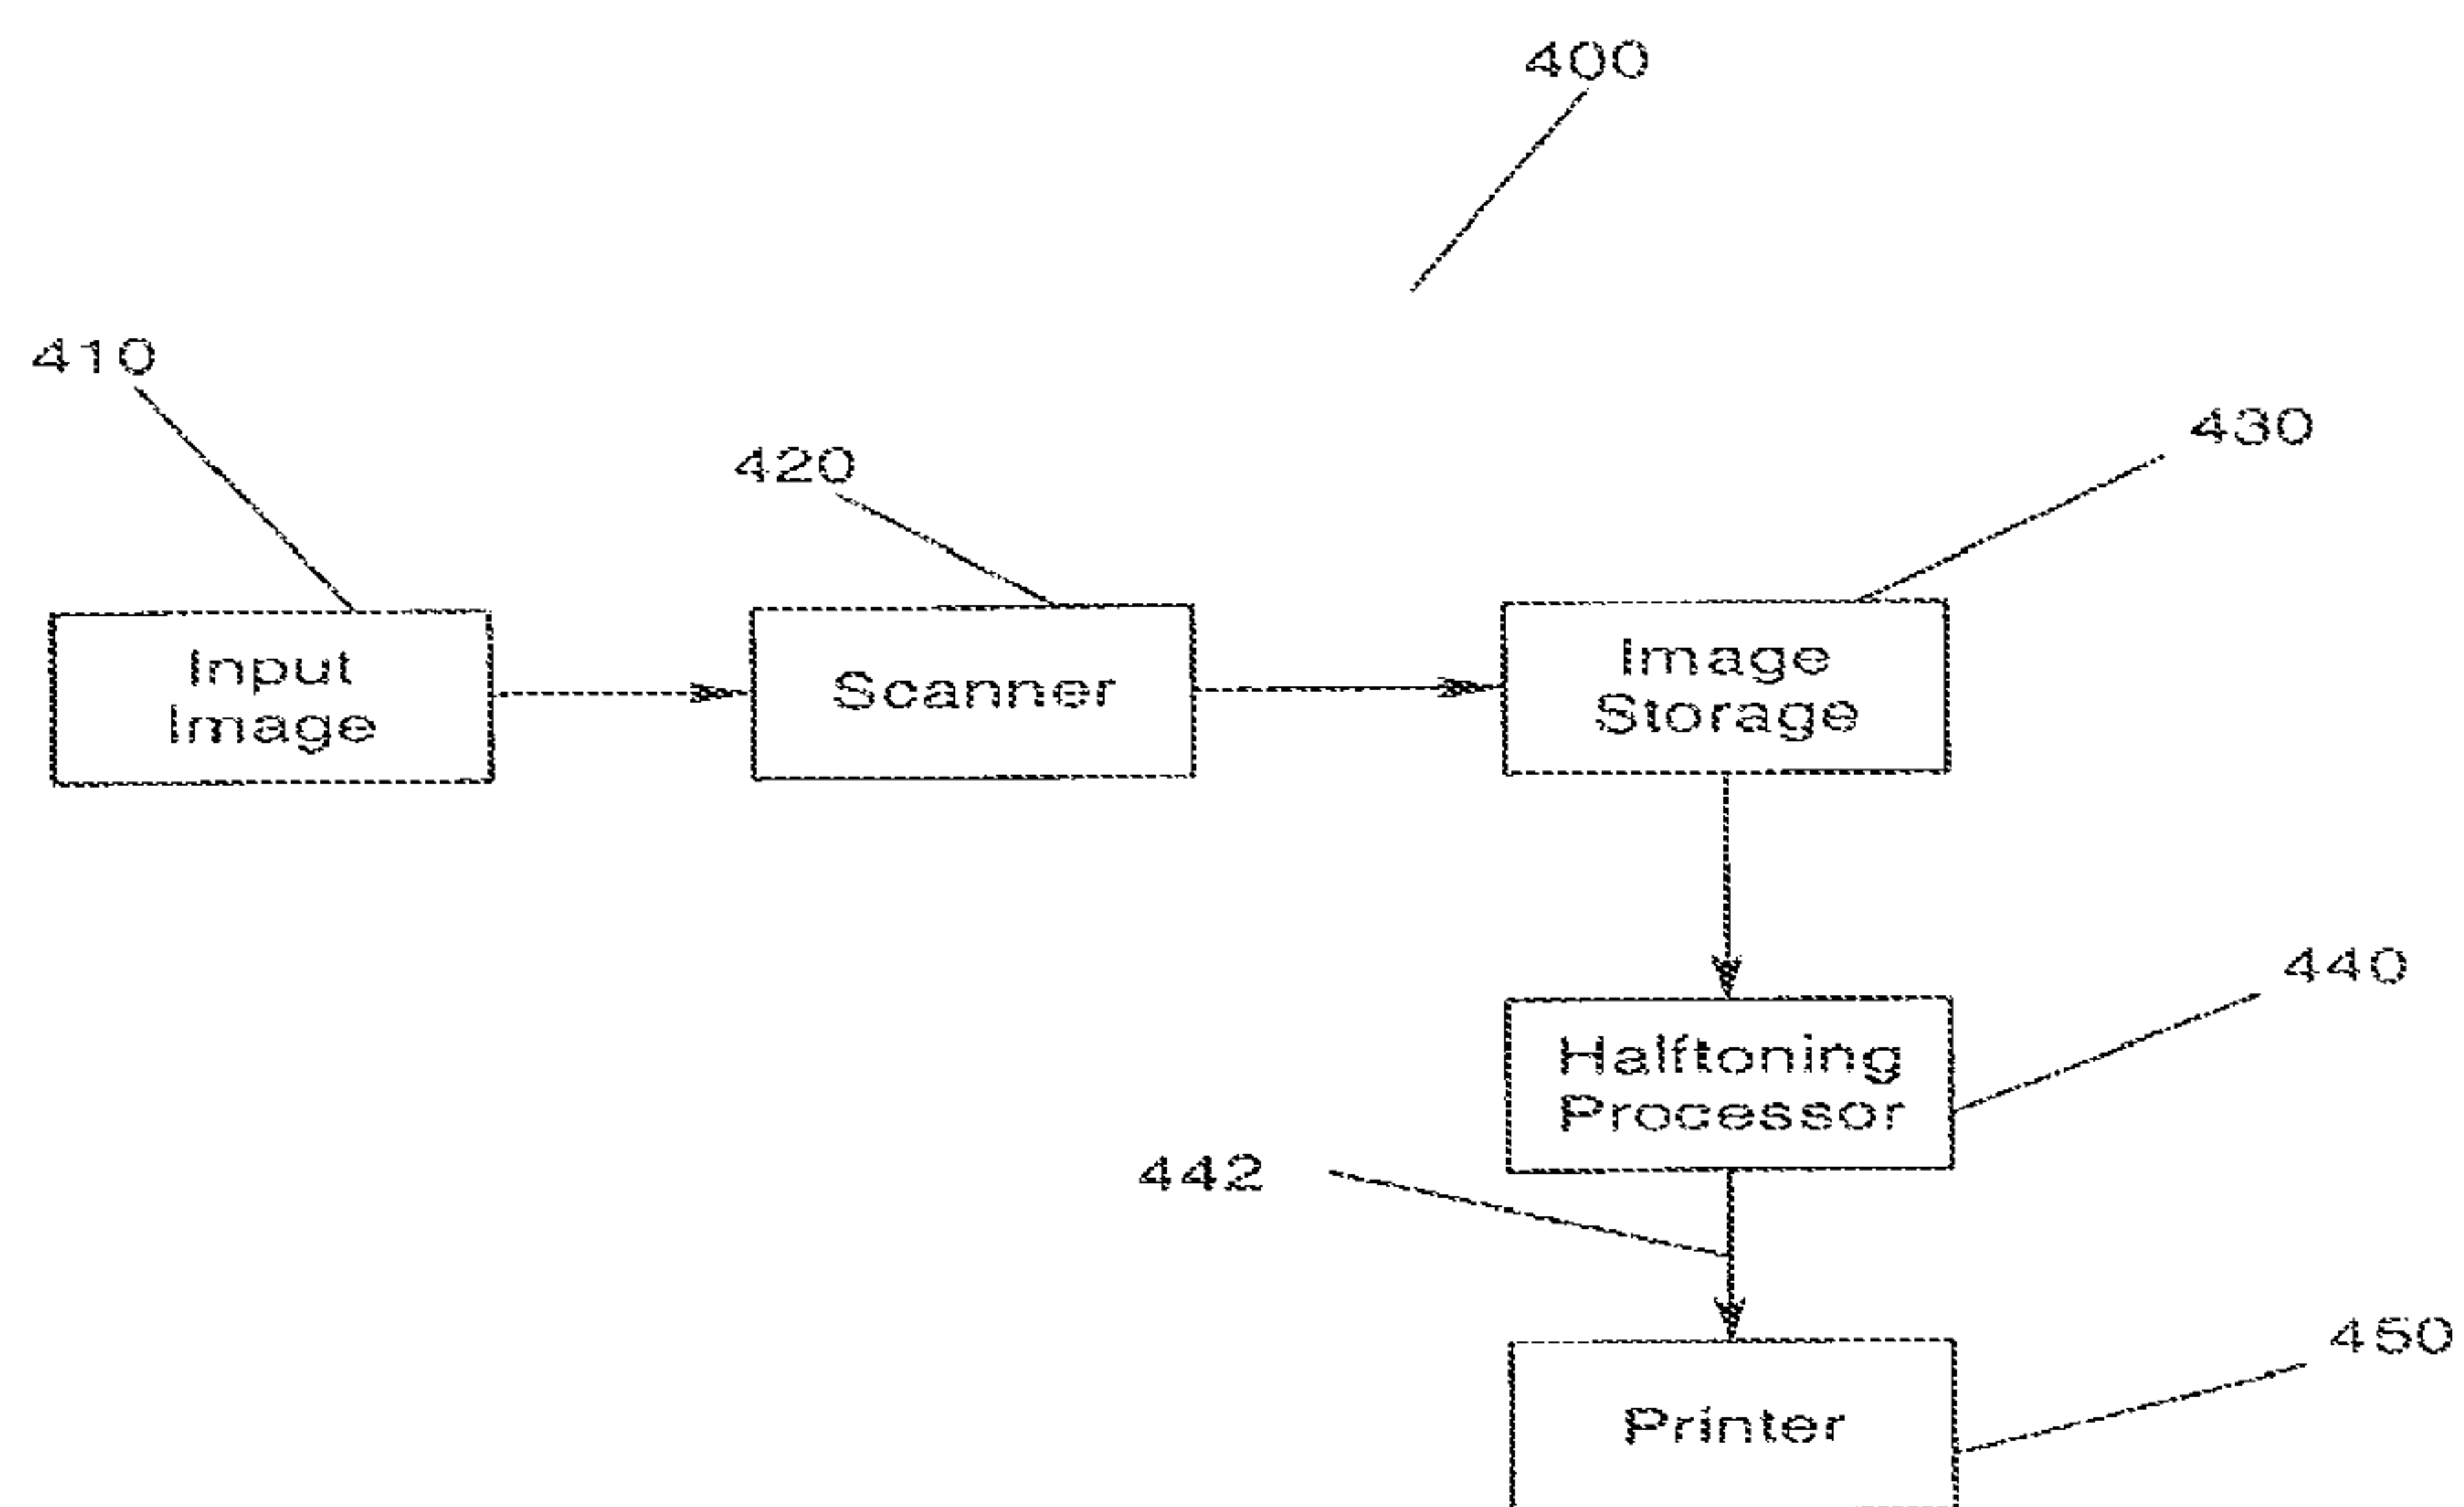 400
410
420
430
Input
Image
Scanner
Image
Storage
440
Halftoning
Processor
442
450
Printer